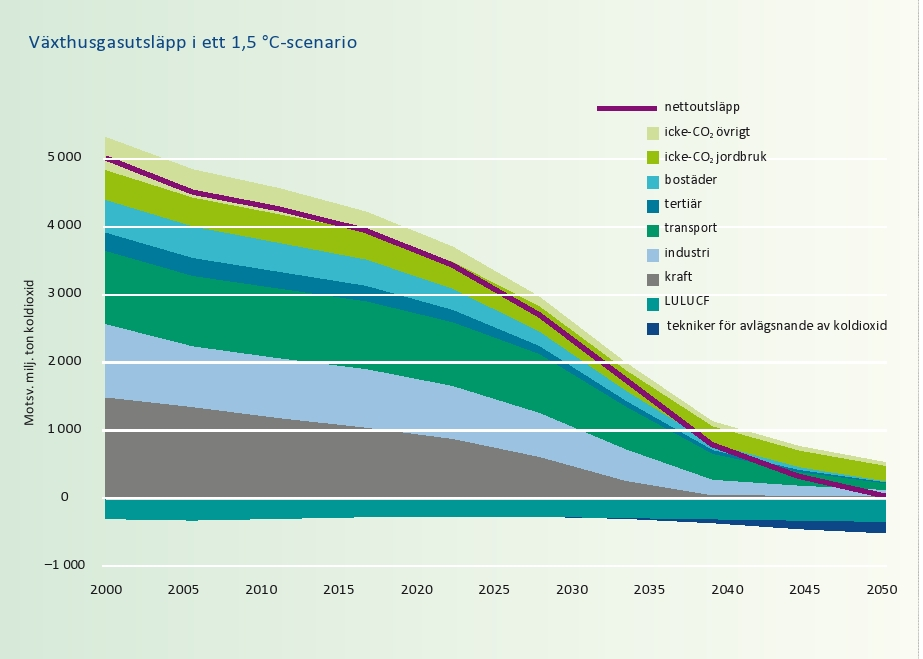 Växthusgasutsläpp i ett 1,5 °C-scenario
nettoutsläpp
icke-CO₂ övrigt
icke-CO₂ jordbruk
bostäder
tertiär
transport
industri
kraft
LULUCF
tekniker för avlägsnande av koldioxid
Motsv. milj. ton koldioxid
5 000
4 000
3 000
2 000
1 000
0
−1 000
2000 2005 2010 2015 2020 2025 2030 2035 2040 2045 2050